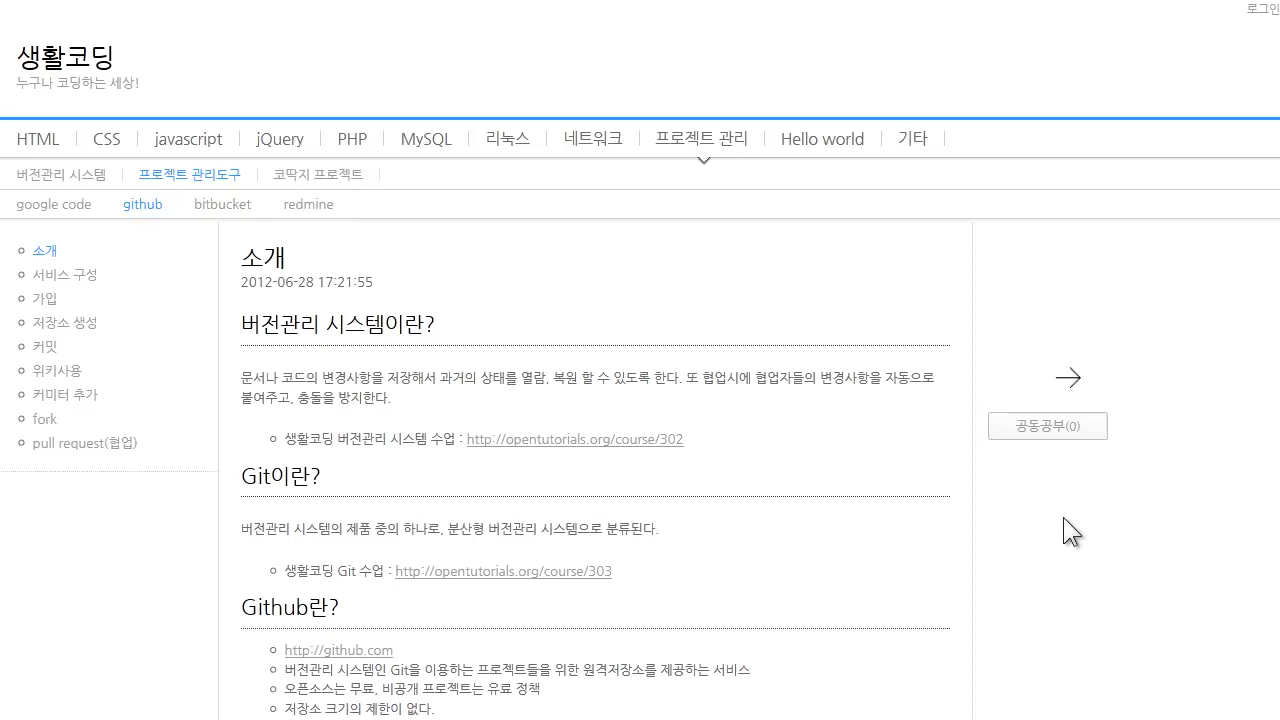 로그인
생활코딩
누구나 코딩하는 세상!
HTML CSS javascript jQuery PHP MySQL 리눅스 네트워크 프로젝트 관리 Hello world 기타
버전관리 시스템 프로젝트 관리도구 코딱지 프로젝트
google code github bitbucket redmine
소개
서비스 구성
가입
저장소 생성
커밋
위키사용
커미터 추가
fork
pull request(협업)
소개
2012-06-28 17:21:55
버전관리 시스템이란?
문서나 코드의 변경사항을 저장해서 과거의 상태를 열람, 복원 할 수 있도록 한다. 또 협업시에 협업자들의 변경사항을 자동으로
붙여주고, 충돌을 방지한다.
생활코딩 버전관리 시스템 수업 : http://opentutorials.org/course/302
Git이란?
버전관리 시스템의 제품 중의 하나로, 분산형 버전관리 시스템으로 분류된다.
생활코딩 Git 수업 : http://opentutorials.org/course/303
Github란?
http://github.com
버전관리 시스템인 Git을 이용하는 프로젝트들을 위한 원격저장소를 제공하는 서비스
오픈소스는 무료, 비공개 프로젝트는 유료 정책
저장소 크기의 제한이 없다.
공동공부(0)